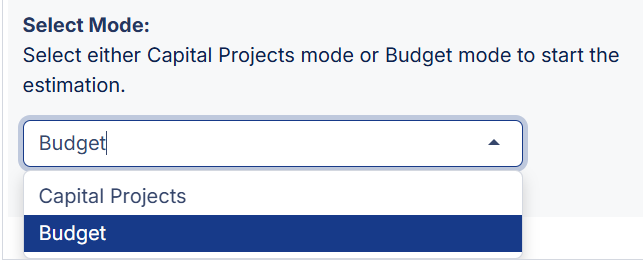 Select Mode:
Select either Capital Projects mode or Budget mode to start the
estimation.
Budget
Capital Projects
Budget